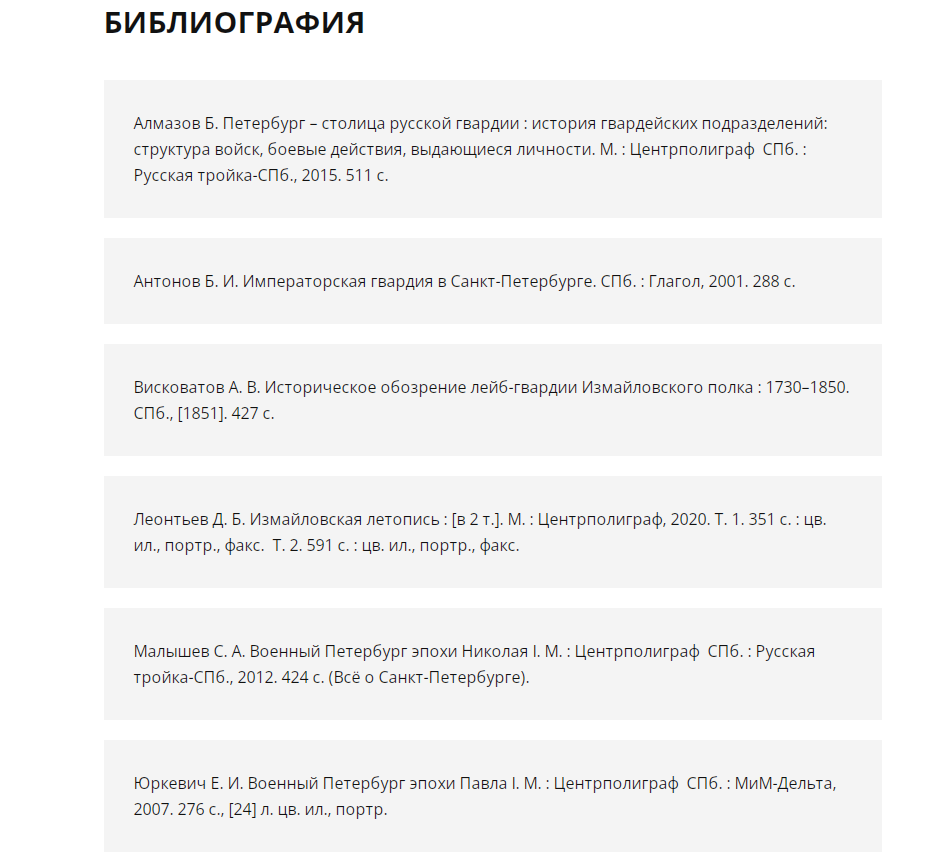 БИБЛИОГРАФИЯ
Алмазов Б. Петербург – столица русской гвардии : история гвардейских подразделений:
структура войск, боевые действия, выдающиеся личности. М. : Центрполиграф  СПб. :
Русская тройка-СПб., 2015. 511 с.
Антонов Б. И. Императорская гвардия в Санкт-Петербурге. СПб. : Глагол, 2001. 288 с.
Висковатов А. В. Историческое обозрение лейб-гвардии Измайловского полка : 1730–1850.
СПб., [1851]. 427 с.
Леонтьев Д. Б. Измайловская летопись : [в 2 т.]. М. : Центрполиграф, 2020. Т. 1. 351 с. : цв.
ил., портр., факс.  Т. 2. 591 с. : цв. ил., портр., факс.
Малышев С. А. Военный Петербург эпохи Николая I. М. : Центрполиграф  СПб. : Русская
тройка-СПб., 2012. 424 с. (Всё о Санкт-Петербурге).
Юркевич Е. И. Военный Петербург эпохи Павла I. М. : Центрполиграф  СПб. : МиМ-Дельта,
2007. 276 с., [24] л. цв. ил., портр.